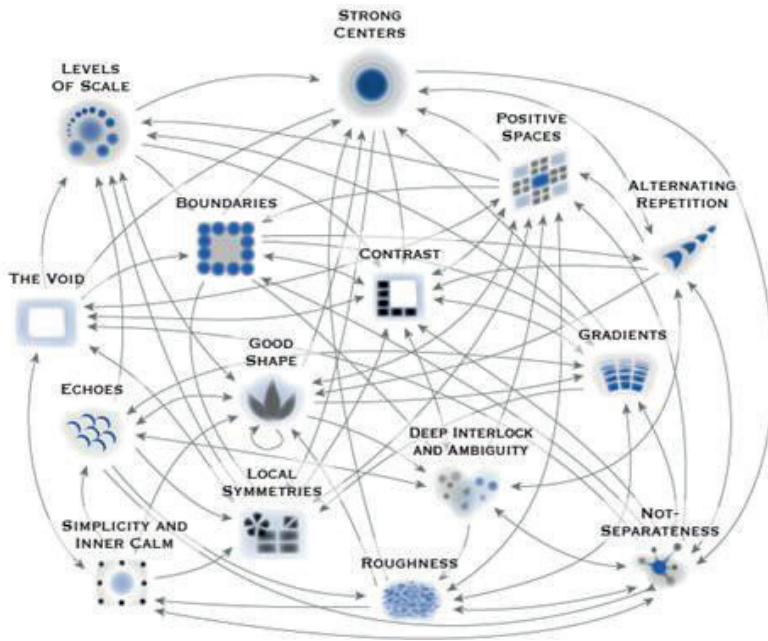 STRONG
CENTERS
LEVELS
OF SCALE
POSITIVE
SPACES
ALTERNATING
REPETITION
BOUNDARIES
CONTRAST
THE VOID
GOOD
SHAPE
GRADIENTS
ECHOES
DEEP INTERLOCK
AND AMBIGUITY
LOCAL
SYMMETRIES
NOT-
SEPARATENESS
SIMPLICITY AND
INNER CALM
ROUGHNESS